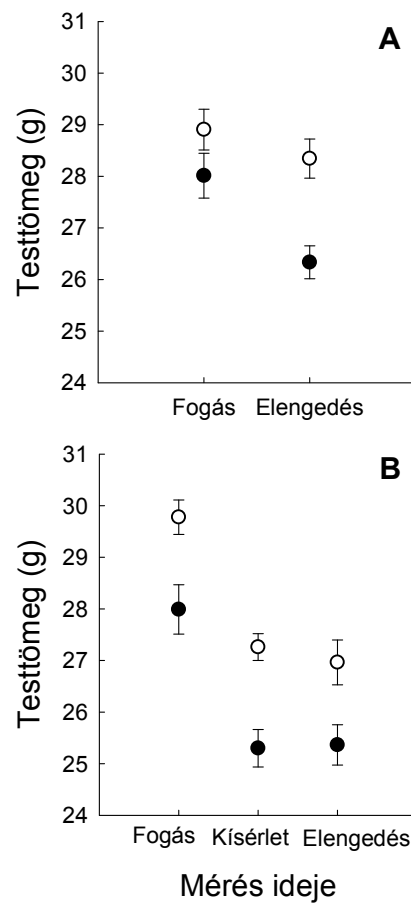 A
Testtömeg (g)
31
30
29
28
27
26
25
24
Fogás Elengedés
B
Testtömeg (g)
31
30
29
28
27
26
25
24
Fogás Kísérlet Elengedés
Mérés ideje